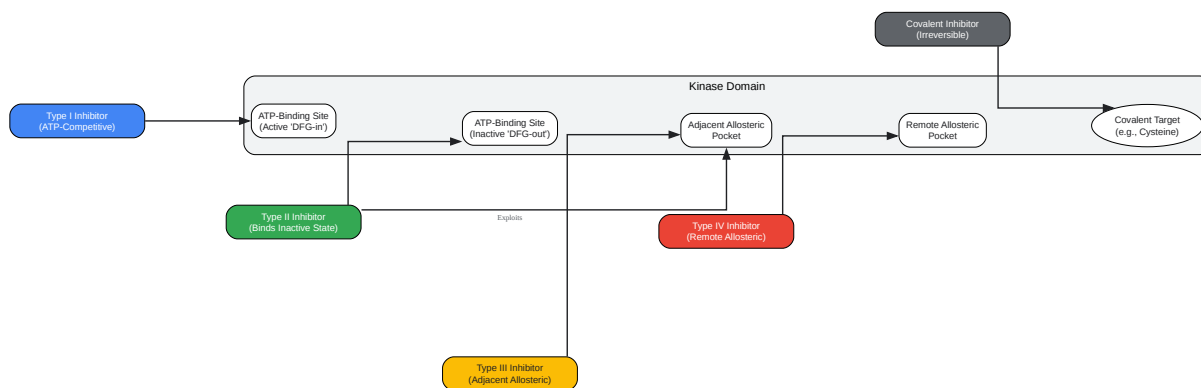 Covalent Inhibitor
(Irreversible)
Kinase Domain
Type I Inhibitor
(ATP-Competitive)
ATP-Binding Site
(Active 'DFG-in')
ATP-Binding Site
(Inactive 'DFG-out')
Adjacent Allosteric
Pocket
Remote Allosteric
Pocket
Covalent Target
(e.g., Cysteine)
Type II Inhibitor
(Binds Inactive State)
Exploits
Type IV Inhibitor
(Remote Allosteric)
Type III Inhibitor
(Adjacent Allosteric)